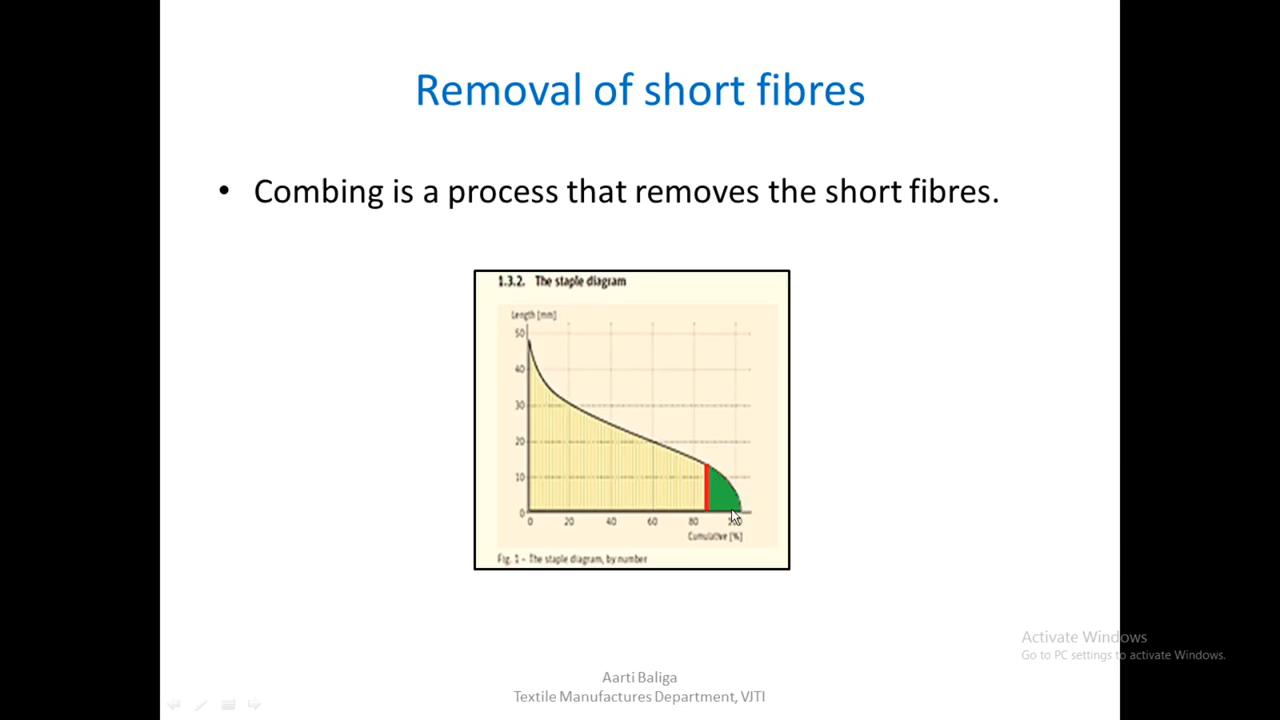 Removal of short fibres
• Combing is a process that removes the short fibres.
1.3.2. The staple diagram
Length [mm]
50
40
30
20
10
0
0 20 40 60 80
Cumulative [%]
Fig. 1 – The staple diagram, by number
Activate Windows
Go to PC settings to activate Windows.
Aarti Baliga
Textile Manufactures Department, VJTI